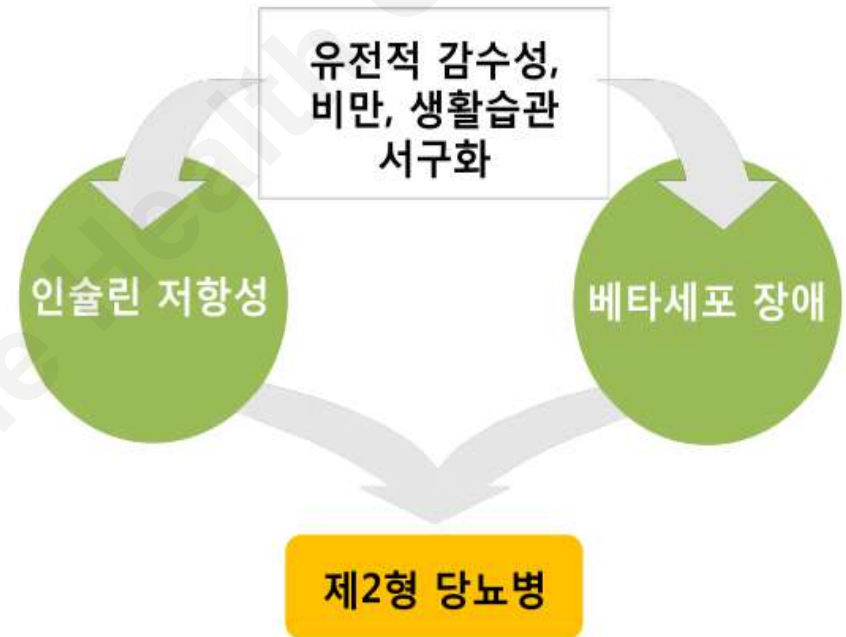 유전적 감수성,
비만, 생활습관
서구화
인슐린 저항성
베타세포 장애
제2형 당뇨병